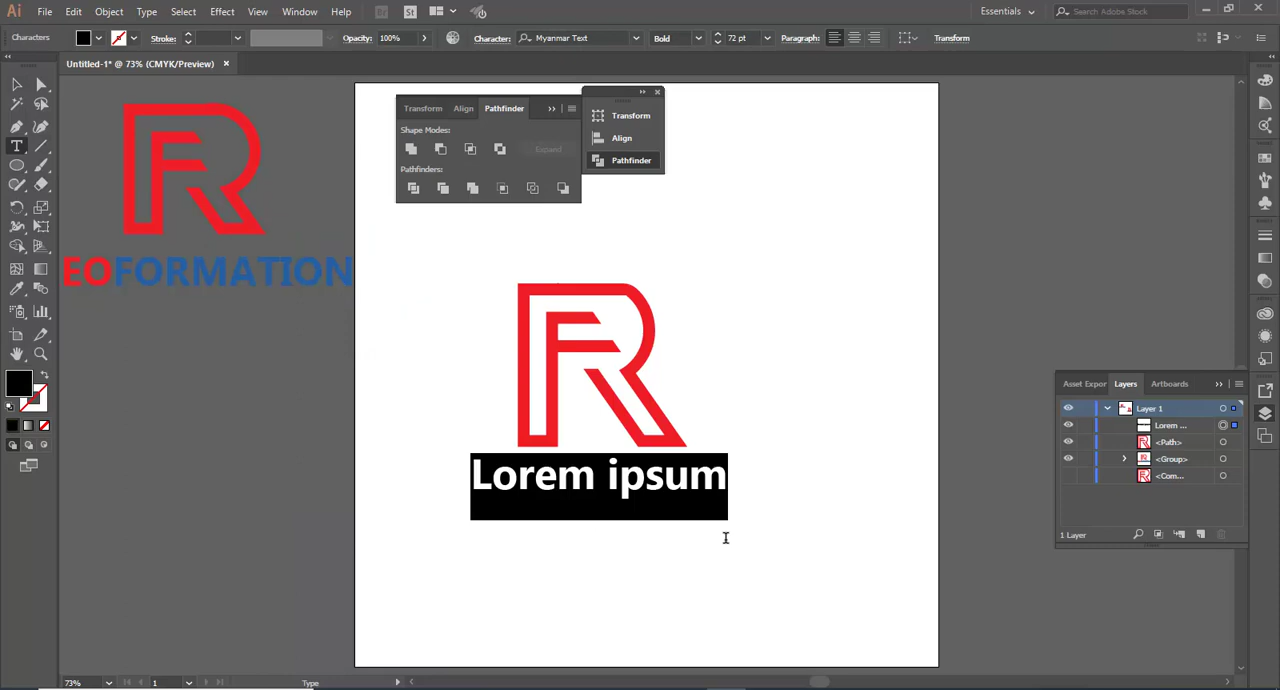 Ai File Edit Object Type Select Effect View Window Help Br St Essentials Search Adobe Stock
Characters Stroke: Opacity: 100% Character: Myanmar Text Bold 72 pt Paragraph: Transform
Untitled-1* @ 73% (CMYK/Preview)
Transform Align Pathfinder
Shape Modes:
Expand
Pathfinders:
Transform
Align
Pathfinder
R
EOFORMATION
R
Lorem ipsum
Asset Expor Layers Artboards
Layer 1
Lorem ...
<Path>
<Group>
<Com...
1 Layer
73% 1 Type